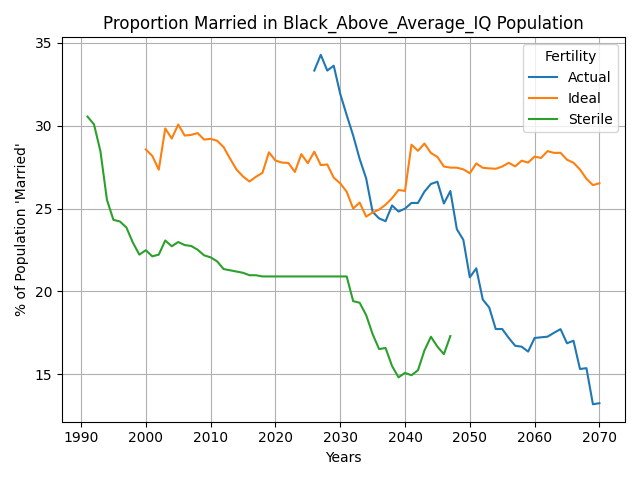 Proportion Married in Black_Above_Average_IQ Population
% of Population 'Married'
35
30
25
20
15
Fertility
Actual
Ideal
Sterile
1990 2000 2010 2020 2030 2040 2050 2060 2070
Years